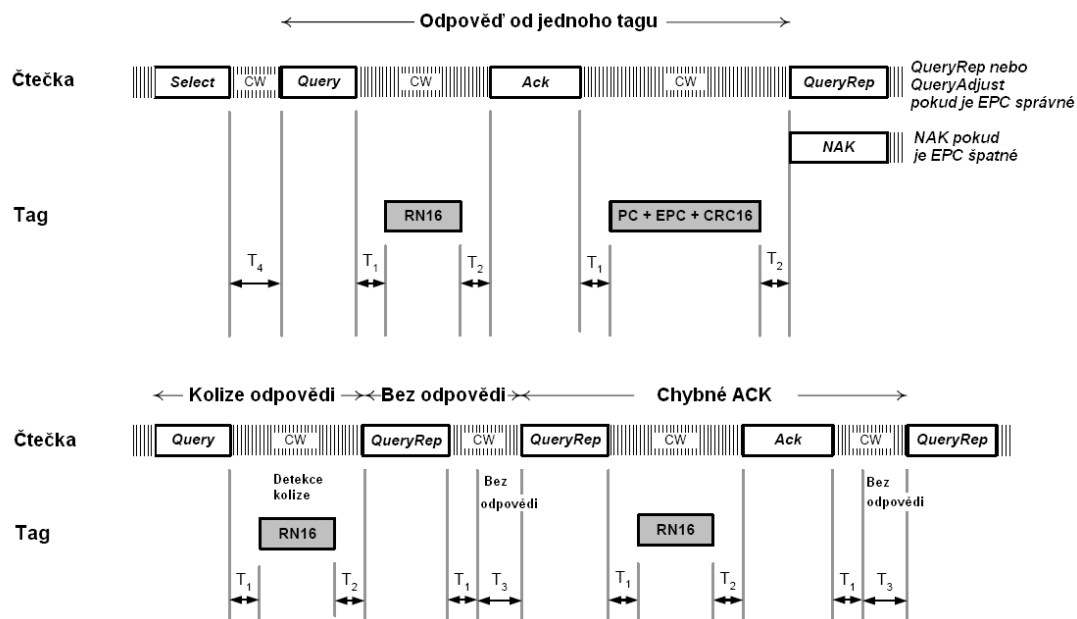 Odpověď od jednoho tagu
Čtečka
Select
CW
Query
CW
Ack
CW
QueryRep
QueryRep nebo
QueryAdjust
pokud je EPC správné
NAK
NAK pokud
je EPC špatné
Tag
RN16
PC + EPC + CRC16
T4
T1
T2
T1
T2
Kolize odpovědi
Bez odpovědi
Chybné ACK
Čtečka
Query
CW
QueryRep
CW
QueryRep
CW
Ack
CW
QueryRep
Detekce
kolize
Bez
odpovědi
Bez
odpovědi
Tag
RN16
RN16
T1
T2
T1
T3
T1
T2
T1
T3